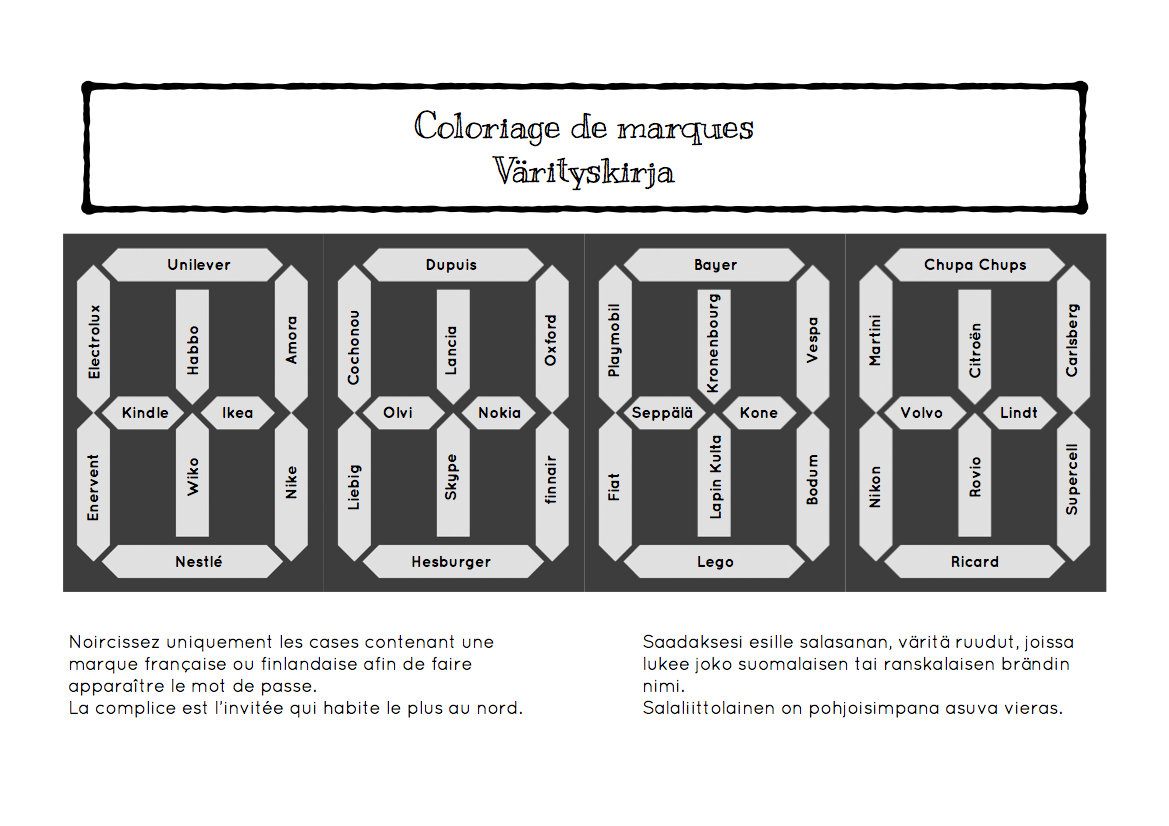 Coloriage de marques
Värityskirja
Unilever
Electrolux
Habbo
Amora
Kindle
Ikea
Enervent
Wiko
Nike
Nestlé
Dupuis
Cochonou
Lancia
Oxford
Olvi
Nokia
Liebig
Skype
finnair
Hesburger
Bayer
Playmobil
Kronenbourg
Vespa
Seppälä
Kone
Fiat
Lapin Kulta
Bodum
Lego
Chupa Chups
Martini
Citroën
Carlsberg
Volvo
Lindt
Nikon
Rovio
Supercell
Ricard
Noircissez uniquement les cases contenant une
marque française ou finlandaise afin de faire
apparaître le mot de passe.
La complice est l'invitée qui habite le plus au nord.
Saadaksesi esille salasanan, väritä ruudut, joissa
lukee joko suomalaisen tai ranskalaisen brändin
nimi.
Salaliittolainen on pohjoisimpana asuva vieras.